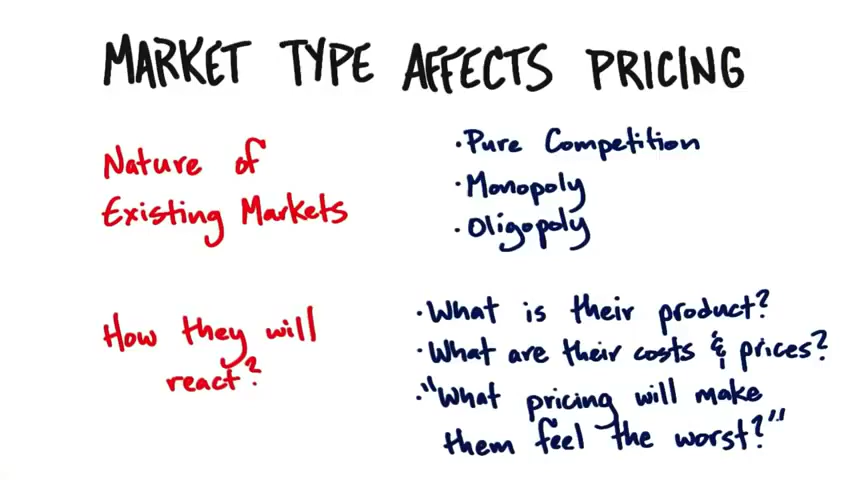 MARKET TYPE AFFECTS PRICING
Nature of
Existing Markets
• Pure Competition
• Monopoly
• Oligopoly
How they will
react?
• What is their product?
• What are their costs & prices?
• "What pricing will make
them feel the worst?"